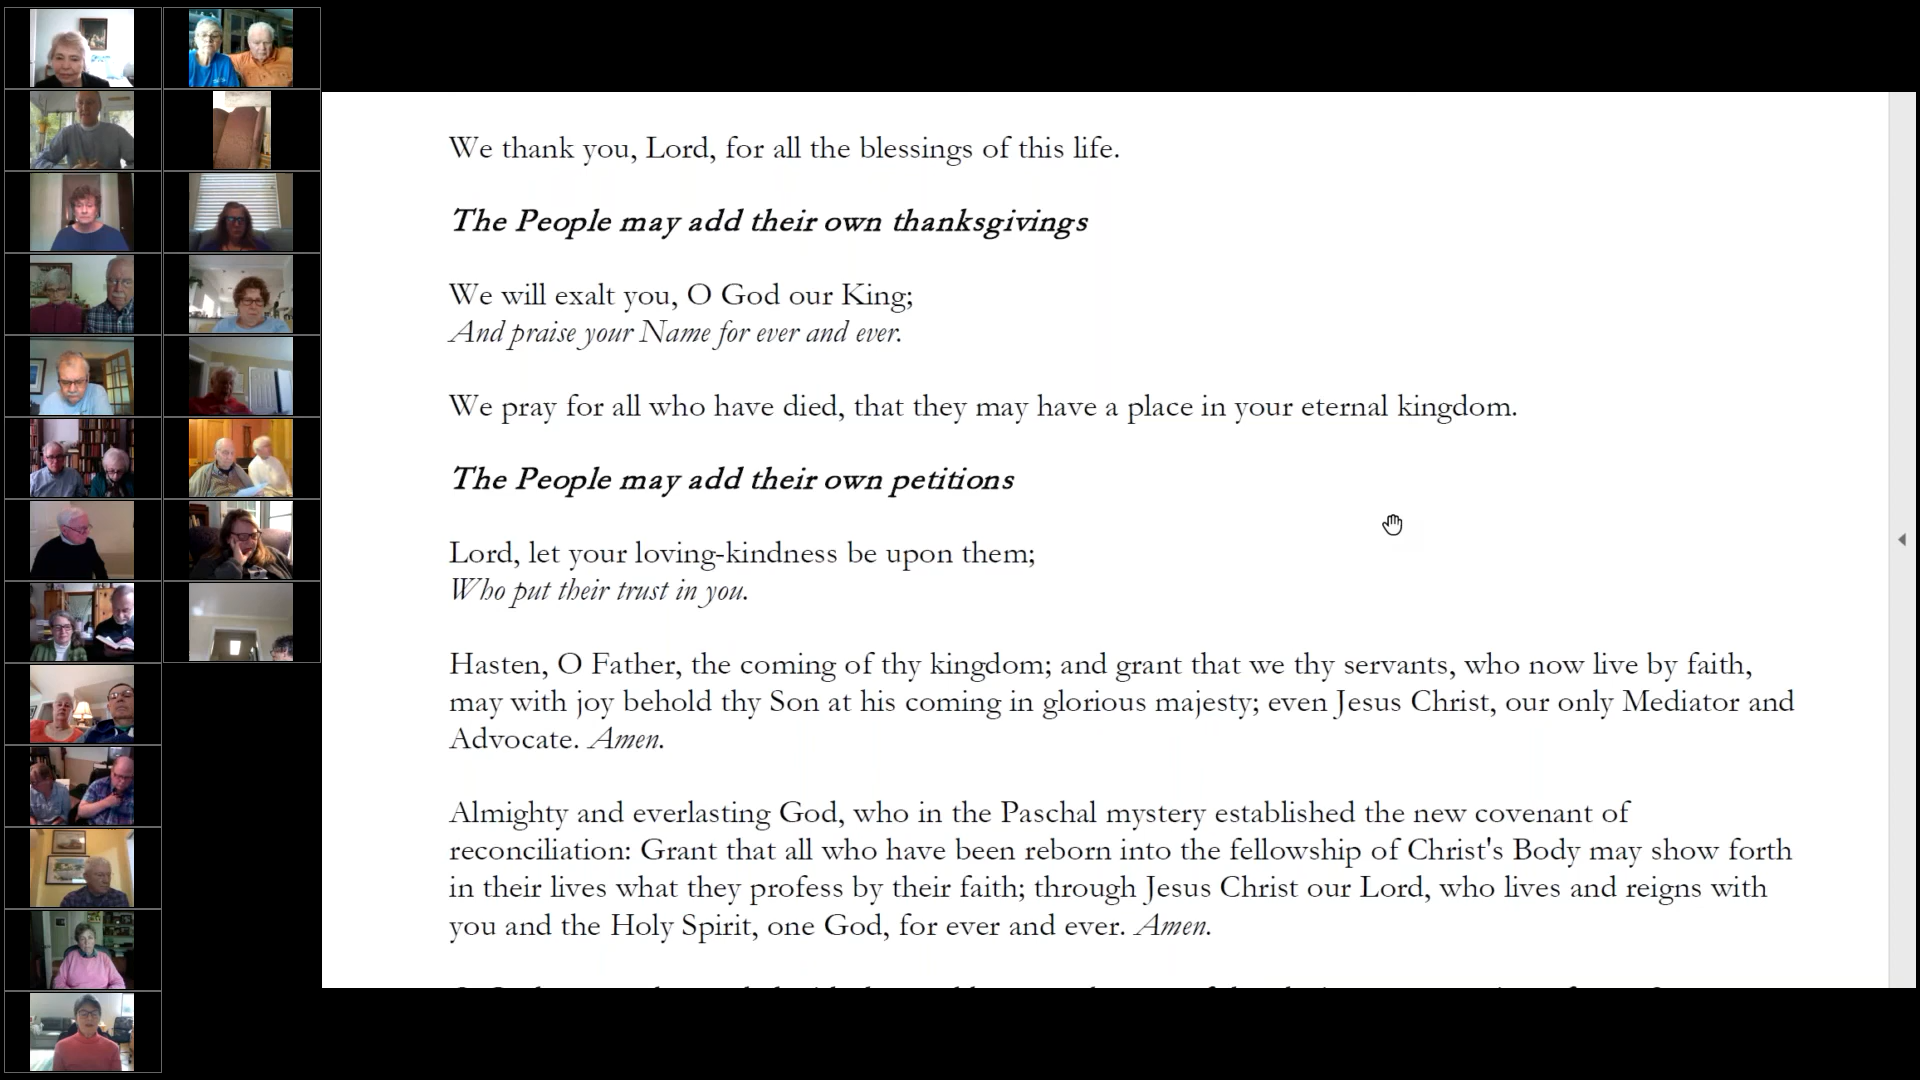 We thank you, Lord, for all the blessings of this life.
The People may add their own thanksgivings
We will exalt you, O God our King;
And praise your Name for ever and ever.
We pray for all who have died, that they may have a place in your eternal kingdom.
The People may add their own petitions
Lord, let your loving-kindness be upon them;
Who put their trust in you.
Hasten, O Father, the coming of thy kingdom; and grant that we thy servants, who now live by faith,
may with joy behold thy Son at his coming in glorious majesty; even Jesus Christ, our only Mediator and
Advocate. Amen.
Almighty and everlasting God, who in the Paschal mystery established the new covenant of
reconciliation: Grant that all who have been reborn into the fellowship of Christ's Body may show forth
in their lives what they profess by their faith; through Jesus Christ our Lord, who lives and reigns with
you and the Holy Spirit, one God, for ever and ever. Amen.